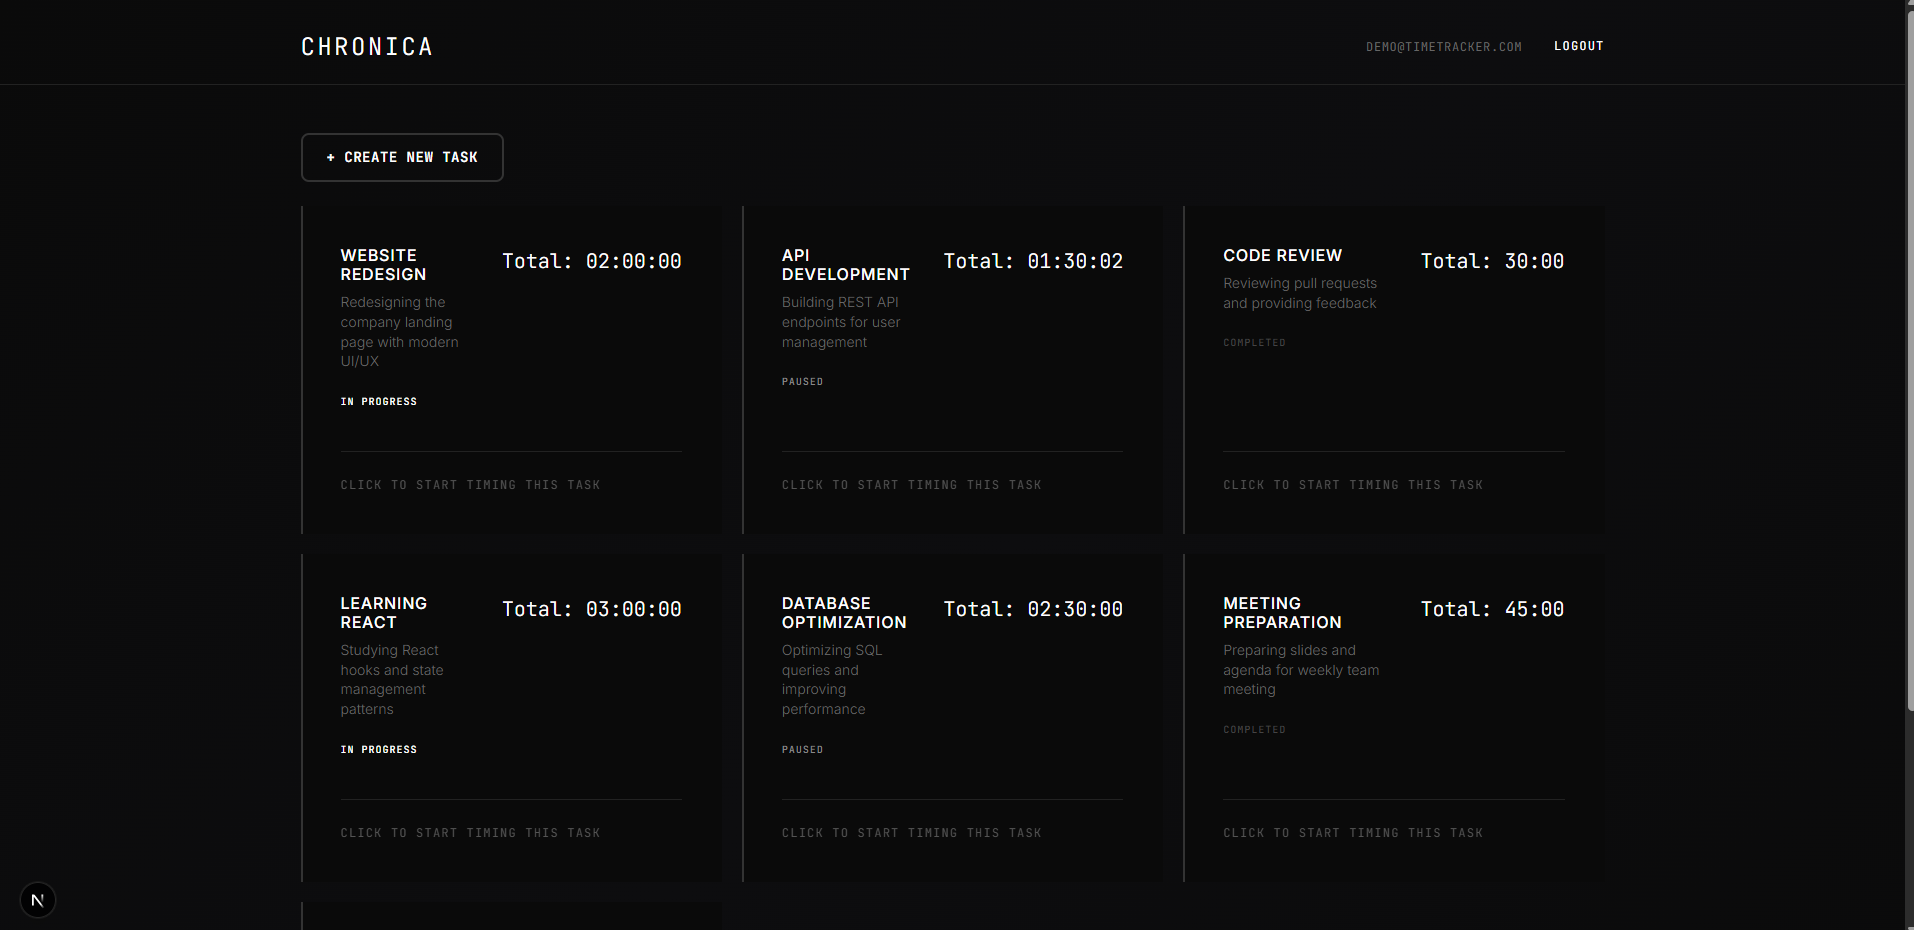 CHRONICA
DEMO@TIMETRACKER.COM
LOGOUT
+ CREATE NEW TASK
WEBSITE
REDESIGN
Total: 02:00:00
Redesigning the
company landing
page with modern
UI/UX
IN PROGRESS
CLICK TO START TIMING THIS TASK
API
DEVELOPMENT
Total: 01:30:02
Building REST API
endpoints for user
management
PAUSED
CLICK TO START TIMING THIS TASK
CODE REVIEW
Total: 30:00
Reviewing pull requests
and providing feedback
COMPLETED
CLICK TO START TIMING THIS TASK
LEARNING
REACT
Total: 03:00:00
Studying React
hooks and state
management
patterns
IN PROGRESS
CLICK TO START TIMING THIS TASK
DATABASE
OPTIMIZATION
Total: 02:30:00
Optimizing SQL
queries and
improving
performance
PAUSED
CLICK TO START TIMING THIS TASK
MEETING
PREPARATION
Total: 45:00
Preparing slides and
agenda for weekly team
meeting
COMPLETED
CLICK TO START TIMING THIS TASK
N